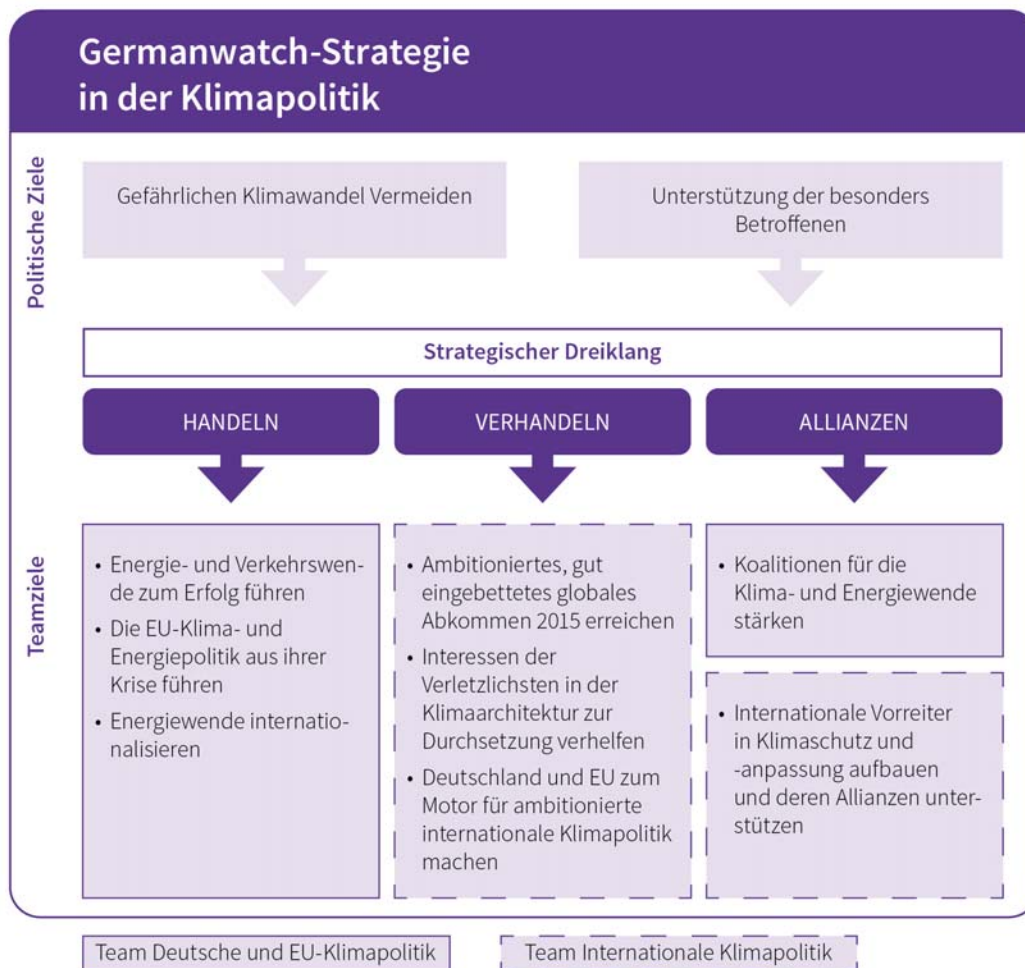 Germanwatch-Strategie
in der Klimapolitik
Politische Ziele
Gefährlichen Klimawandel Vermeiden
Unterstützung der besonders
Betroffenen
Strategischer Dreiklang
HANDELN
VERHANDELN
ALLIANZEN
Teamziele
• Energie- und Verkehrswen-
de zum Erfolg führen
• Die EU-Klima- und
Energiepolitik aus ihrer
Krise führen
• Energiewende internatio-
nalisieren
• Ambitioniertes, gut
eingebettetes globales
Abkommen 2015 erreichen
• Interessen der
Verletzlichsten in der
Klimaarchitektur zur
Durchsetzung verhelfen
• Deutschland und EU zum
Motor für ambitionierte
internationale Klimapolitik
machen
• Koalitionen für die
Klima- und Energiewende
stärken
• Internationale Vorreiter
in Klimaschutz und
-anpassung aufbauen
und deren Allianzen unter-
stützen
Team Deutsche und EU-Klimapolitik
Team Internationale Klimapolitik